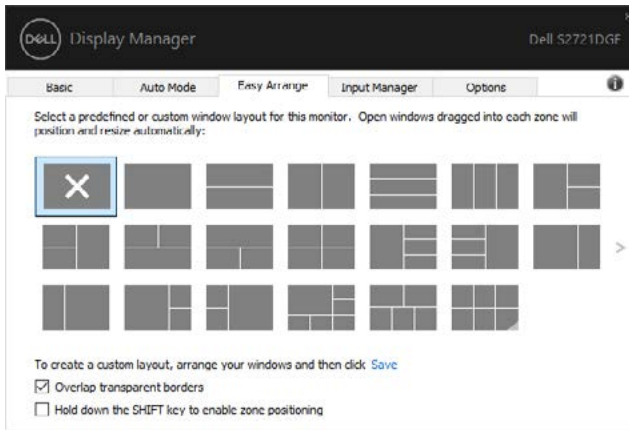 DELL Display Manager
Dell S2721DGF
Basic Auto Mode Easy Arrange Input Manager Options
Select a predefined or custom window layout for this monitor. Open windows dragged into each zone will
position and resize automatically:
To create a custom layout, arrange your windows and then click Save
Overlap transparent borders
Hold down the SHIFT key to enable zone positioning